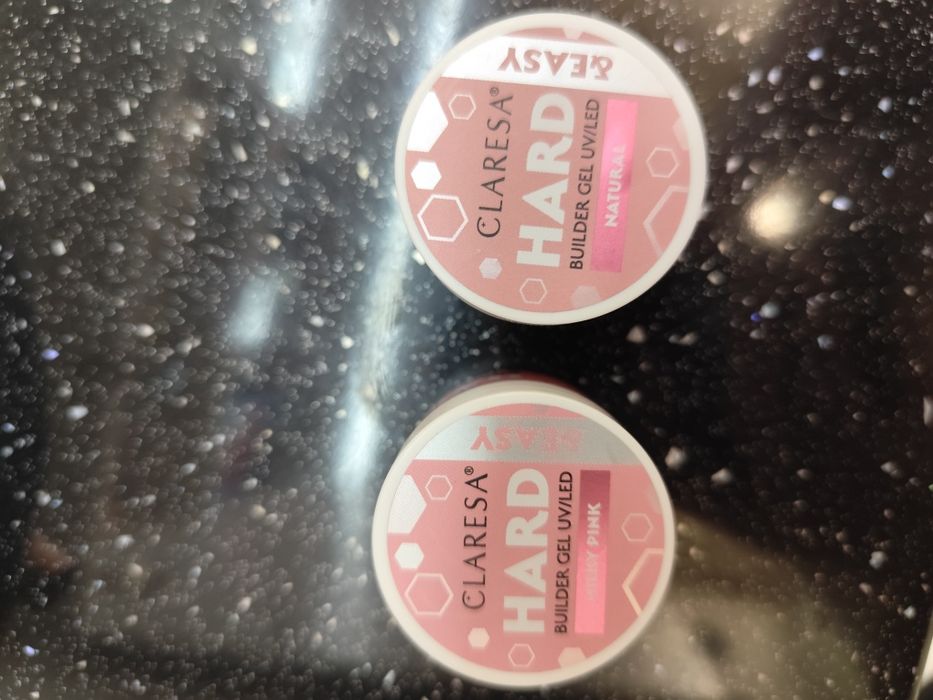 CLARESA®
HARD
&EASY
BUILDER GEL UV/LED
NATURAL
CLARESA®
HARD
&EASY
BUILDER GEL UV/LED
PINK